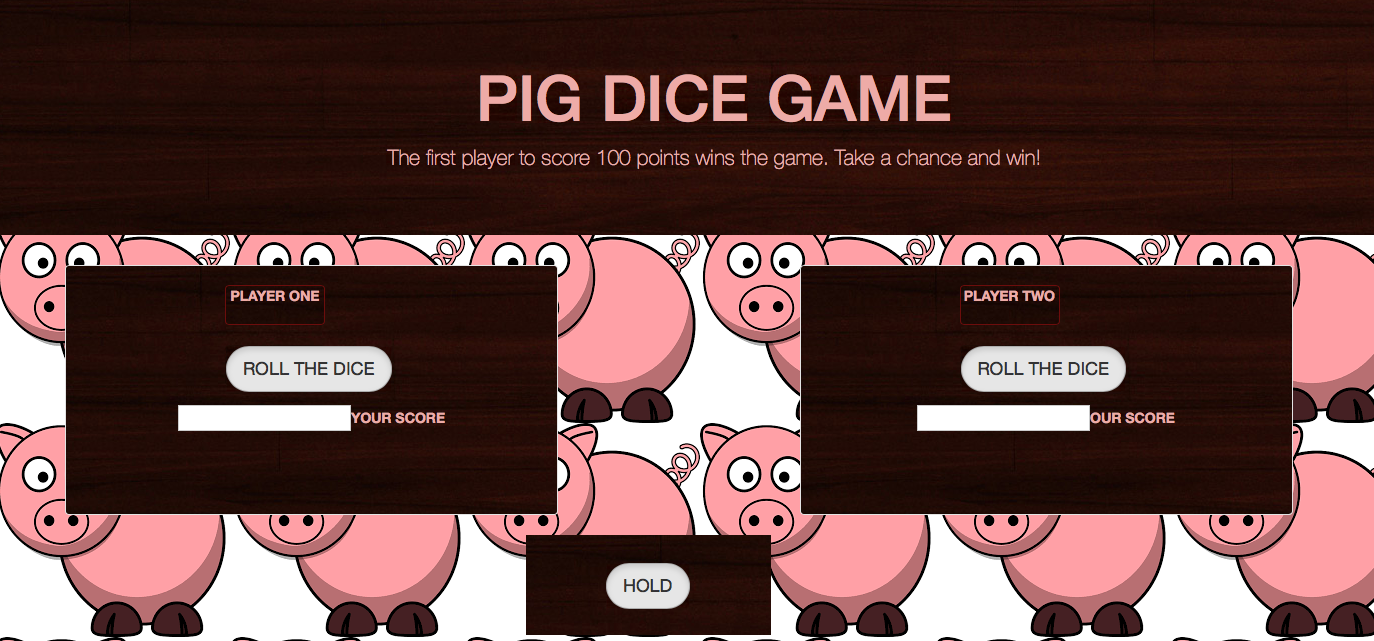 PIG DICE GAME
The first player to score 100 points wins the game. Take a chance and win!
PLAYER ONE
ROLL THE DICE
YOUR SCORE
PLAYER TWO
ROLL THE DICE
OUR SCORE
HOLD